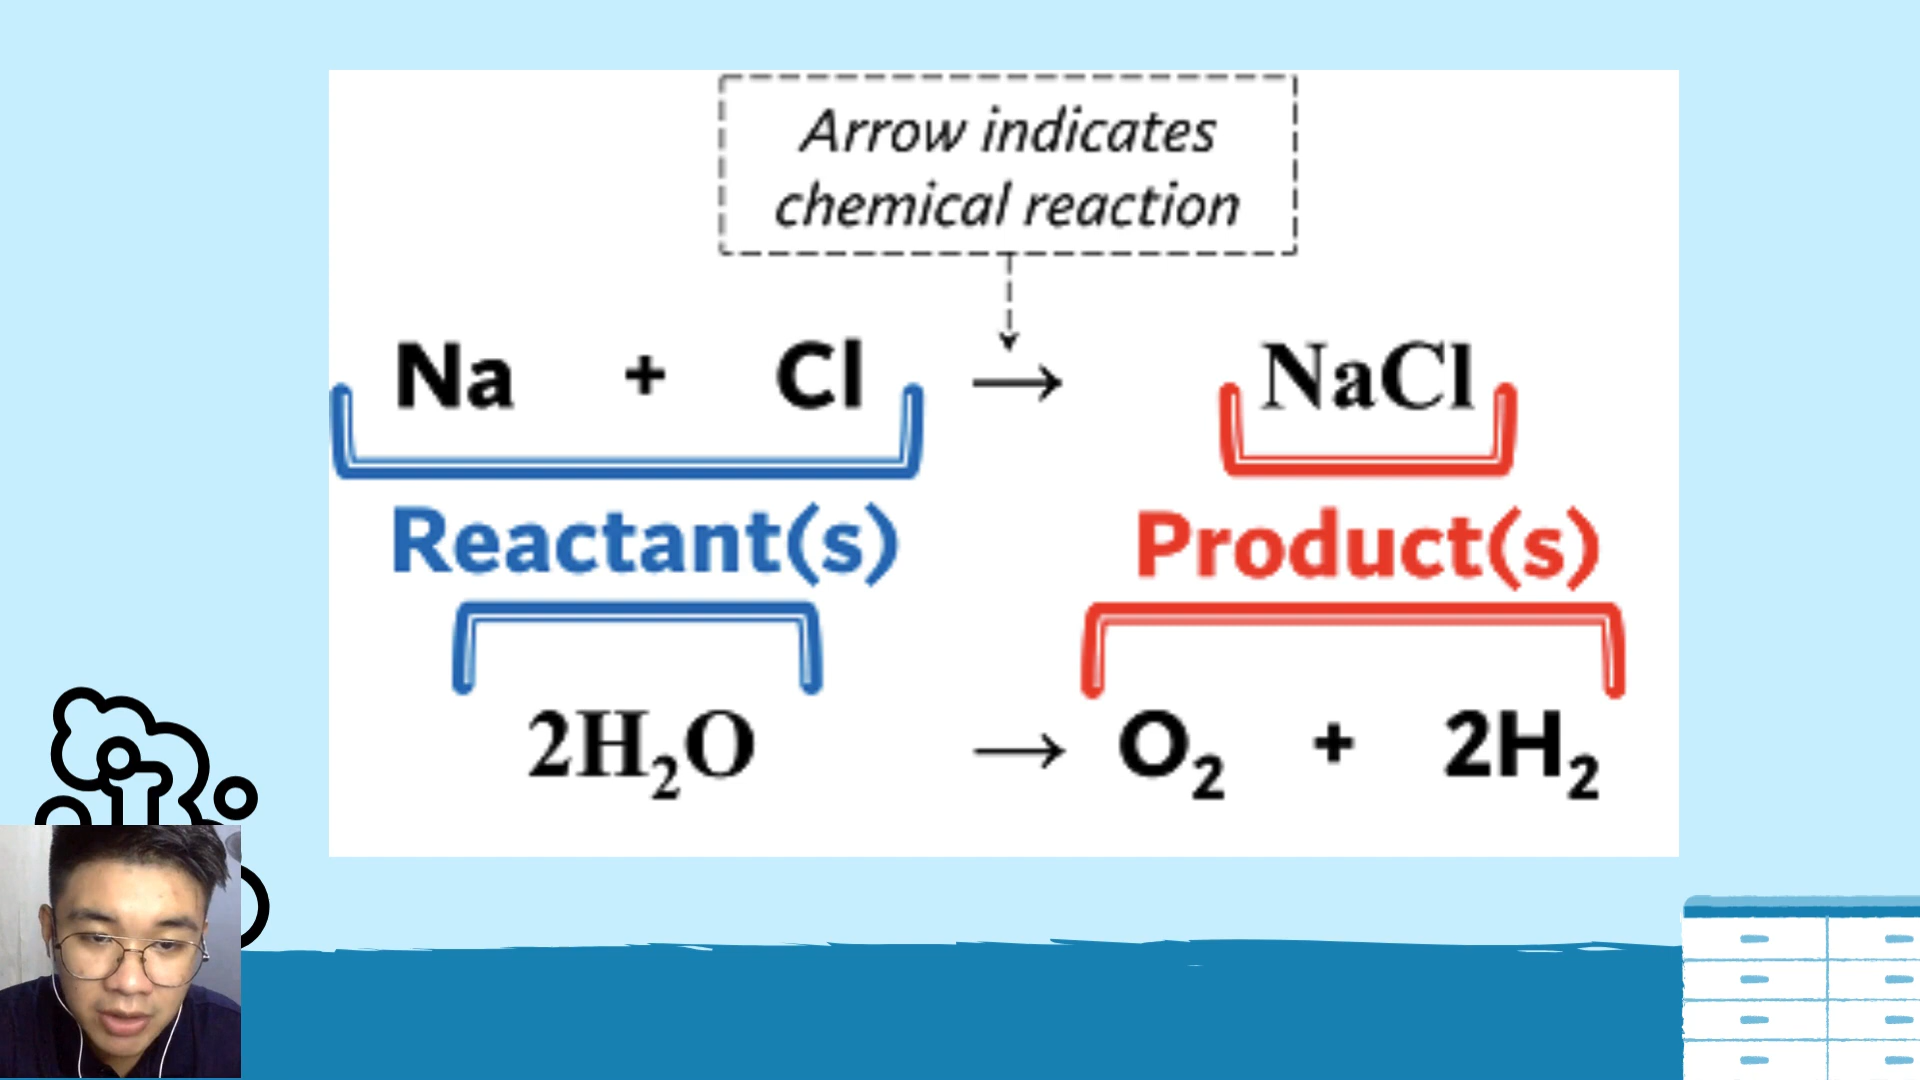 Arrow indicates
chemical reaction
Na + Cl → NaCl
Reactant(s) Product(s)
2H₂O → O₂ + 2H₂